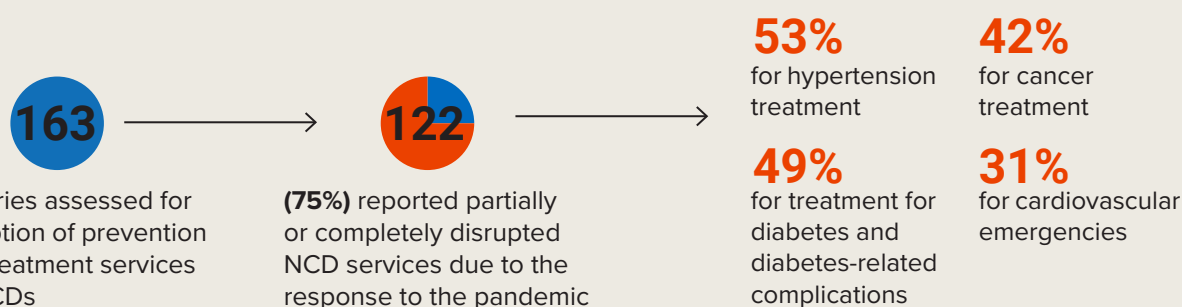 163
ries assessed for
tion of prevention
reatment services
CDs
122
(75%) reported partially
or completely disrupted
NCD services due to the
response to the pandemic
53%
for hypertension
treatment
42%
for cancer
treatment
49%
for treatment for
diabetes and
diabetes-related
complications
31%
for cardiovascular
emergencies